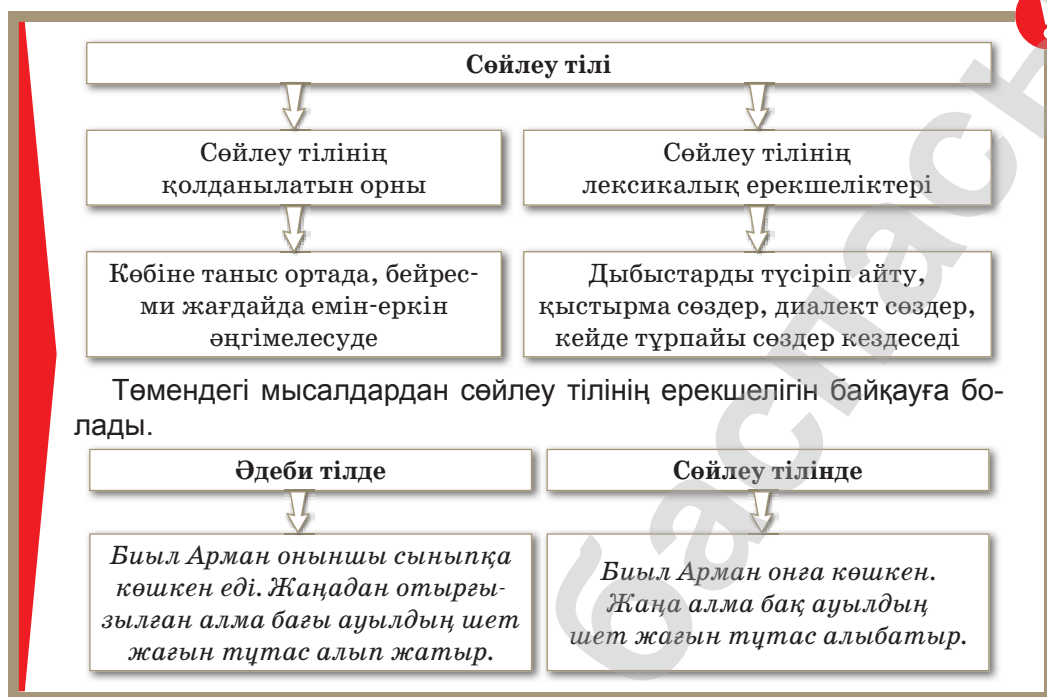 Сөйлеу тілі
Сөйлеу тілінің
қолданылатын орны
Сөйлеу тілінің
лексикалық ерекшеліктері
Көбіне таныс ортада, бейрес-
ми жағдайда емін-еркін
әңгімелесуде
Дыбыстарды түсіріп айту,
қыстырма сөздер, диалект сөздер,
кейде тұрпайы сөздер кездеседі
Төмендегі мысалдардан сөйлеу тілінің ерекшелігін байқауға бо-
лады.
Әдеби тілде
Сөйлеу тілінде
Биыл Арман оныншы сыныпқа
көшкен еді. Жаңадан отырғы-
зылған алма бағы ауылдың шет
жағын тұтас алып жатыр.
Биыл Арман онға көшкен.
Жаңа алма бақ ауылдың
шет жағын тұтас алыбатыр.